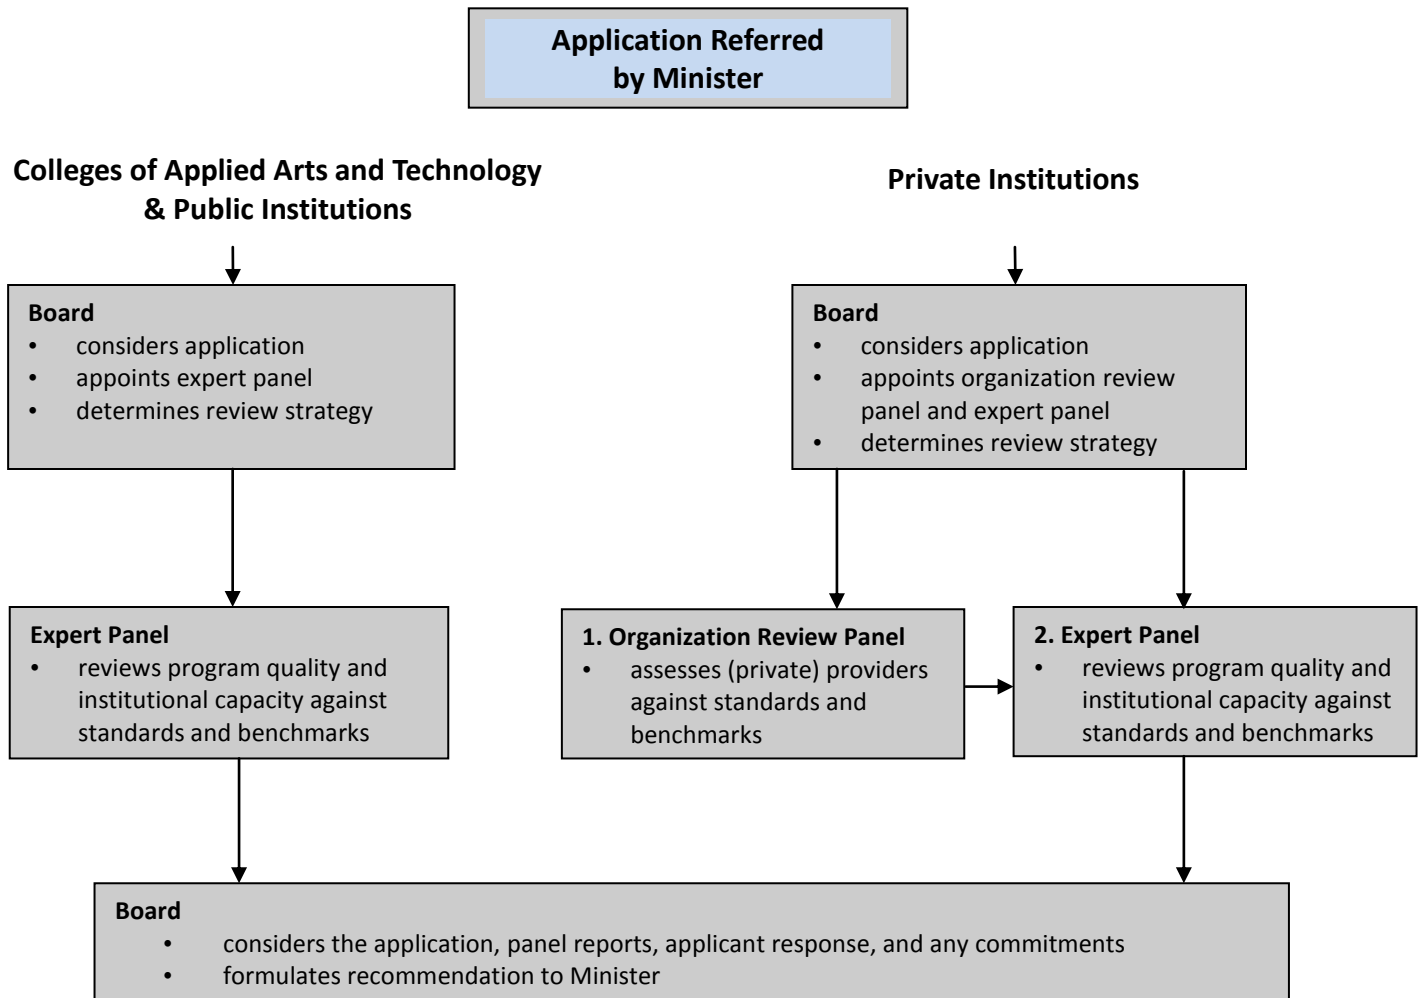 Application Referred
by Minister
Colleges of Applied Arts and Technology
& Public Institutions
Private Institutions
Board
• considers application
• appoints expert panel
• determines review strategy
Board
• considers application
• appoints organization review
panel and expert panel
• determines review strategy
Expert Panel
• reviews program quality and
institutional capacity against
standards and benchmarks
1. Organization Review Panel
• assesses (private) providers
against standards and
benchmarks
2. Expert Panel
• reviews program quality and
institutional capacity against
standards and benchmarks
Board
• considers the application, panel reports, applicant response, and any commitments
• formulates recommendation to Minister